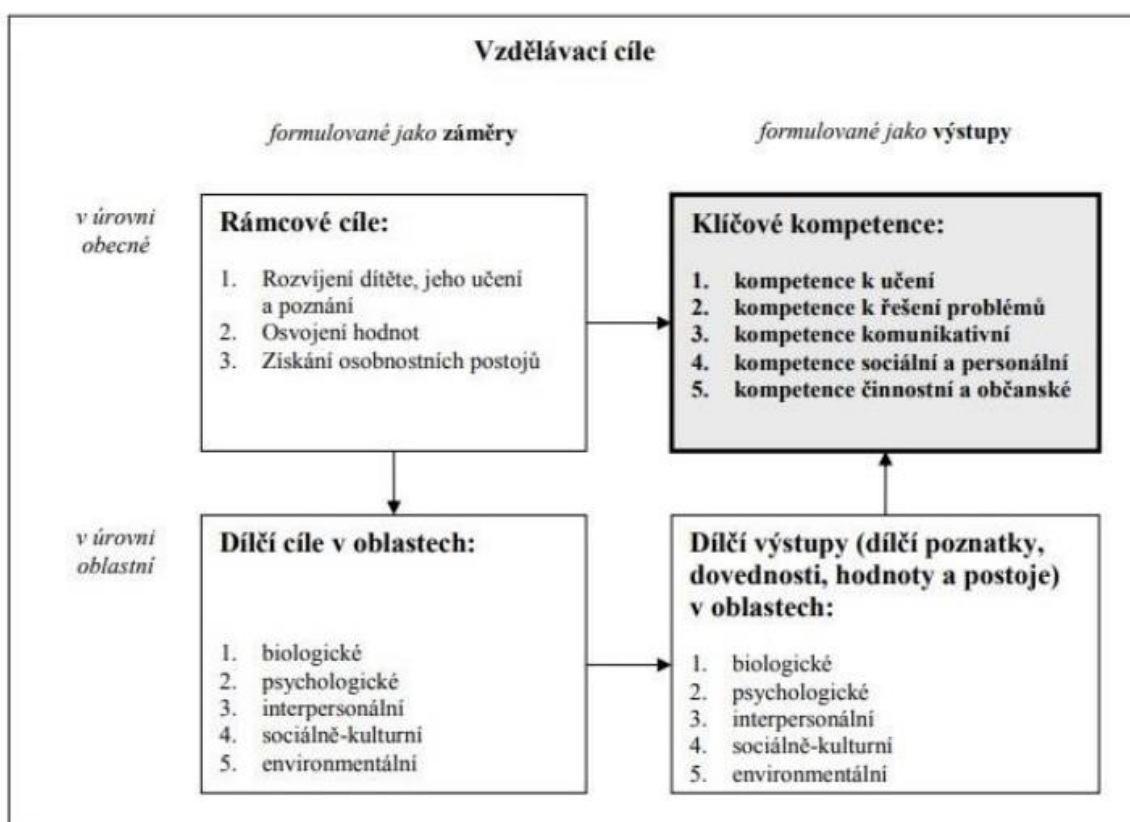 Vzdělávací cíle
formulované jako záměry
formulované jako výstupy
v úrovni
obecné
Rámcové cíle:
1. Rozvíjení dítěte, jeho učení
a poznání
2. Osvojení hodnot
3. Získání osobnostních postojů
Klíčové kompetence:
1. kompetence k učení
2. kompetence k řešení problémů
3. kompetence komunikativní
4. kompetence sociální a personální
5. kompetence činnostní a občanské
v úrovni
oblastní
Dílčí cíle v oblastech:
1. biologické
2. psychologické
3. interpersonální
4. sociálně-kulturní
5. environmentální
Dílčí výstupy (dílčí poznatky,
dovednosti, hodnoty a postoje)
v oblastech:
1. biologické
2. psychologické
3. interpersonální
4. sociálně-kulturní
5. environmentální